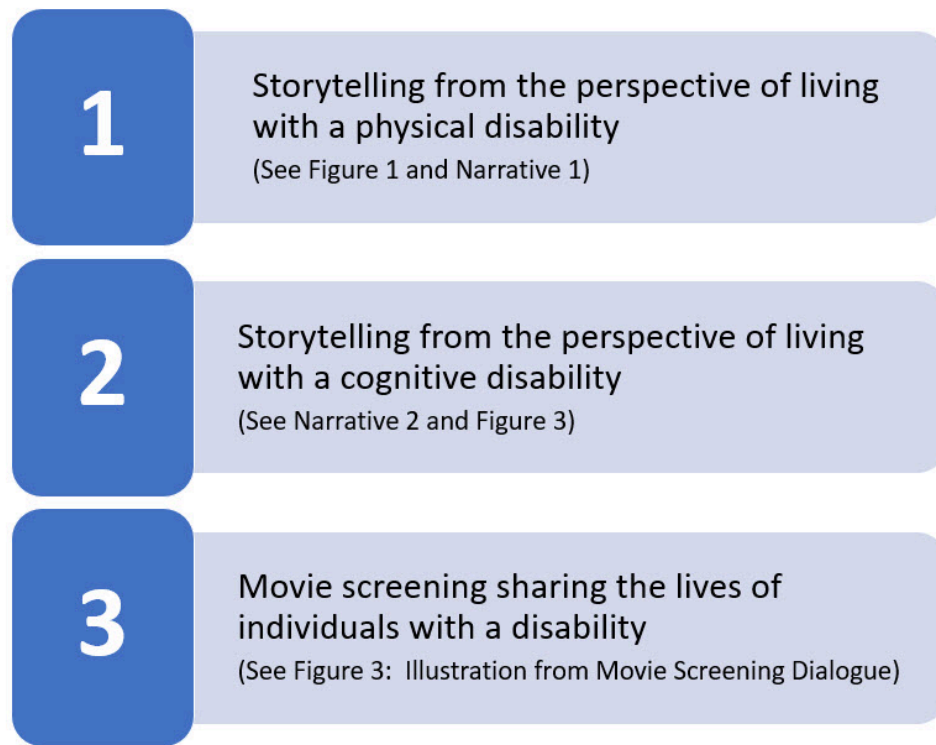 1
Storytelling from the perspective of living
with a physical disability
(See Figure 1 and Narrative 1)
2
Storytelling from the perspective of living
with a cognitive disability
(See Narrative 2 and Figure 3)
3
Movie screening sharing the lives of
individuals with a disability
(See Figure 3:  Illustration from Movie Screening Dialogue)